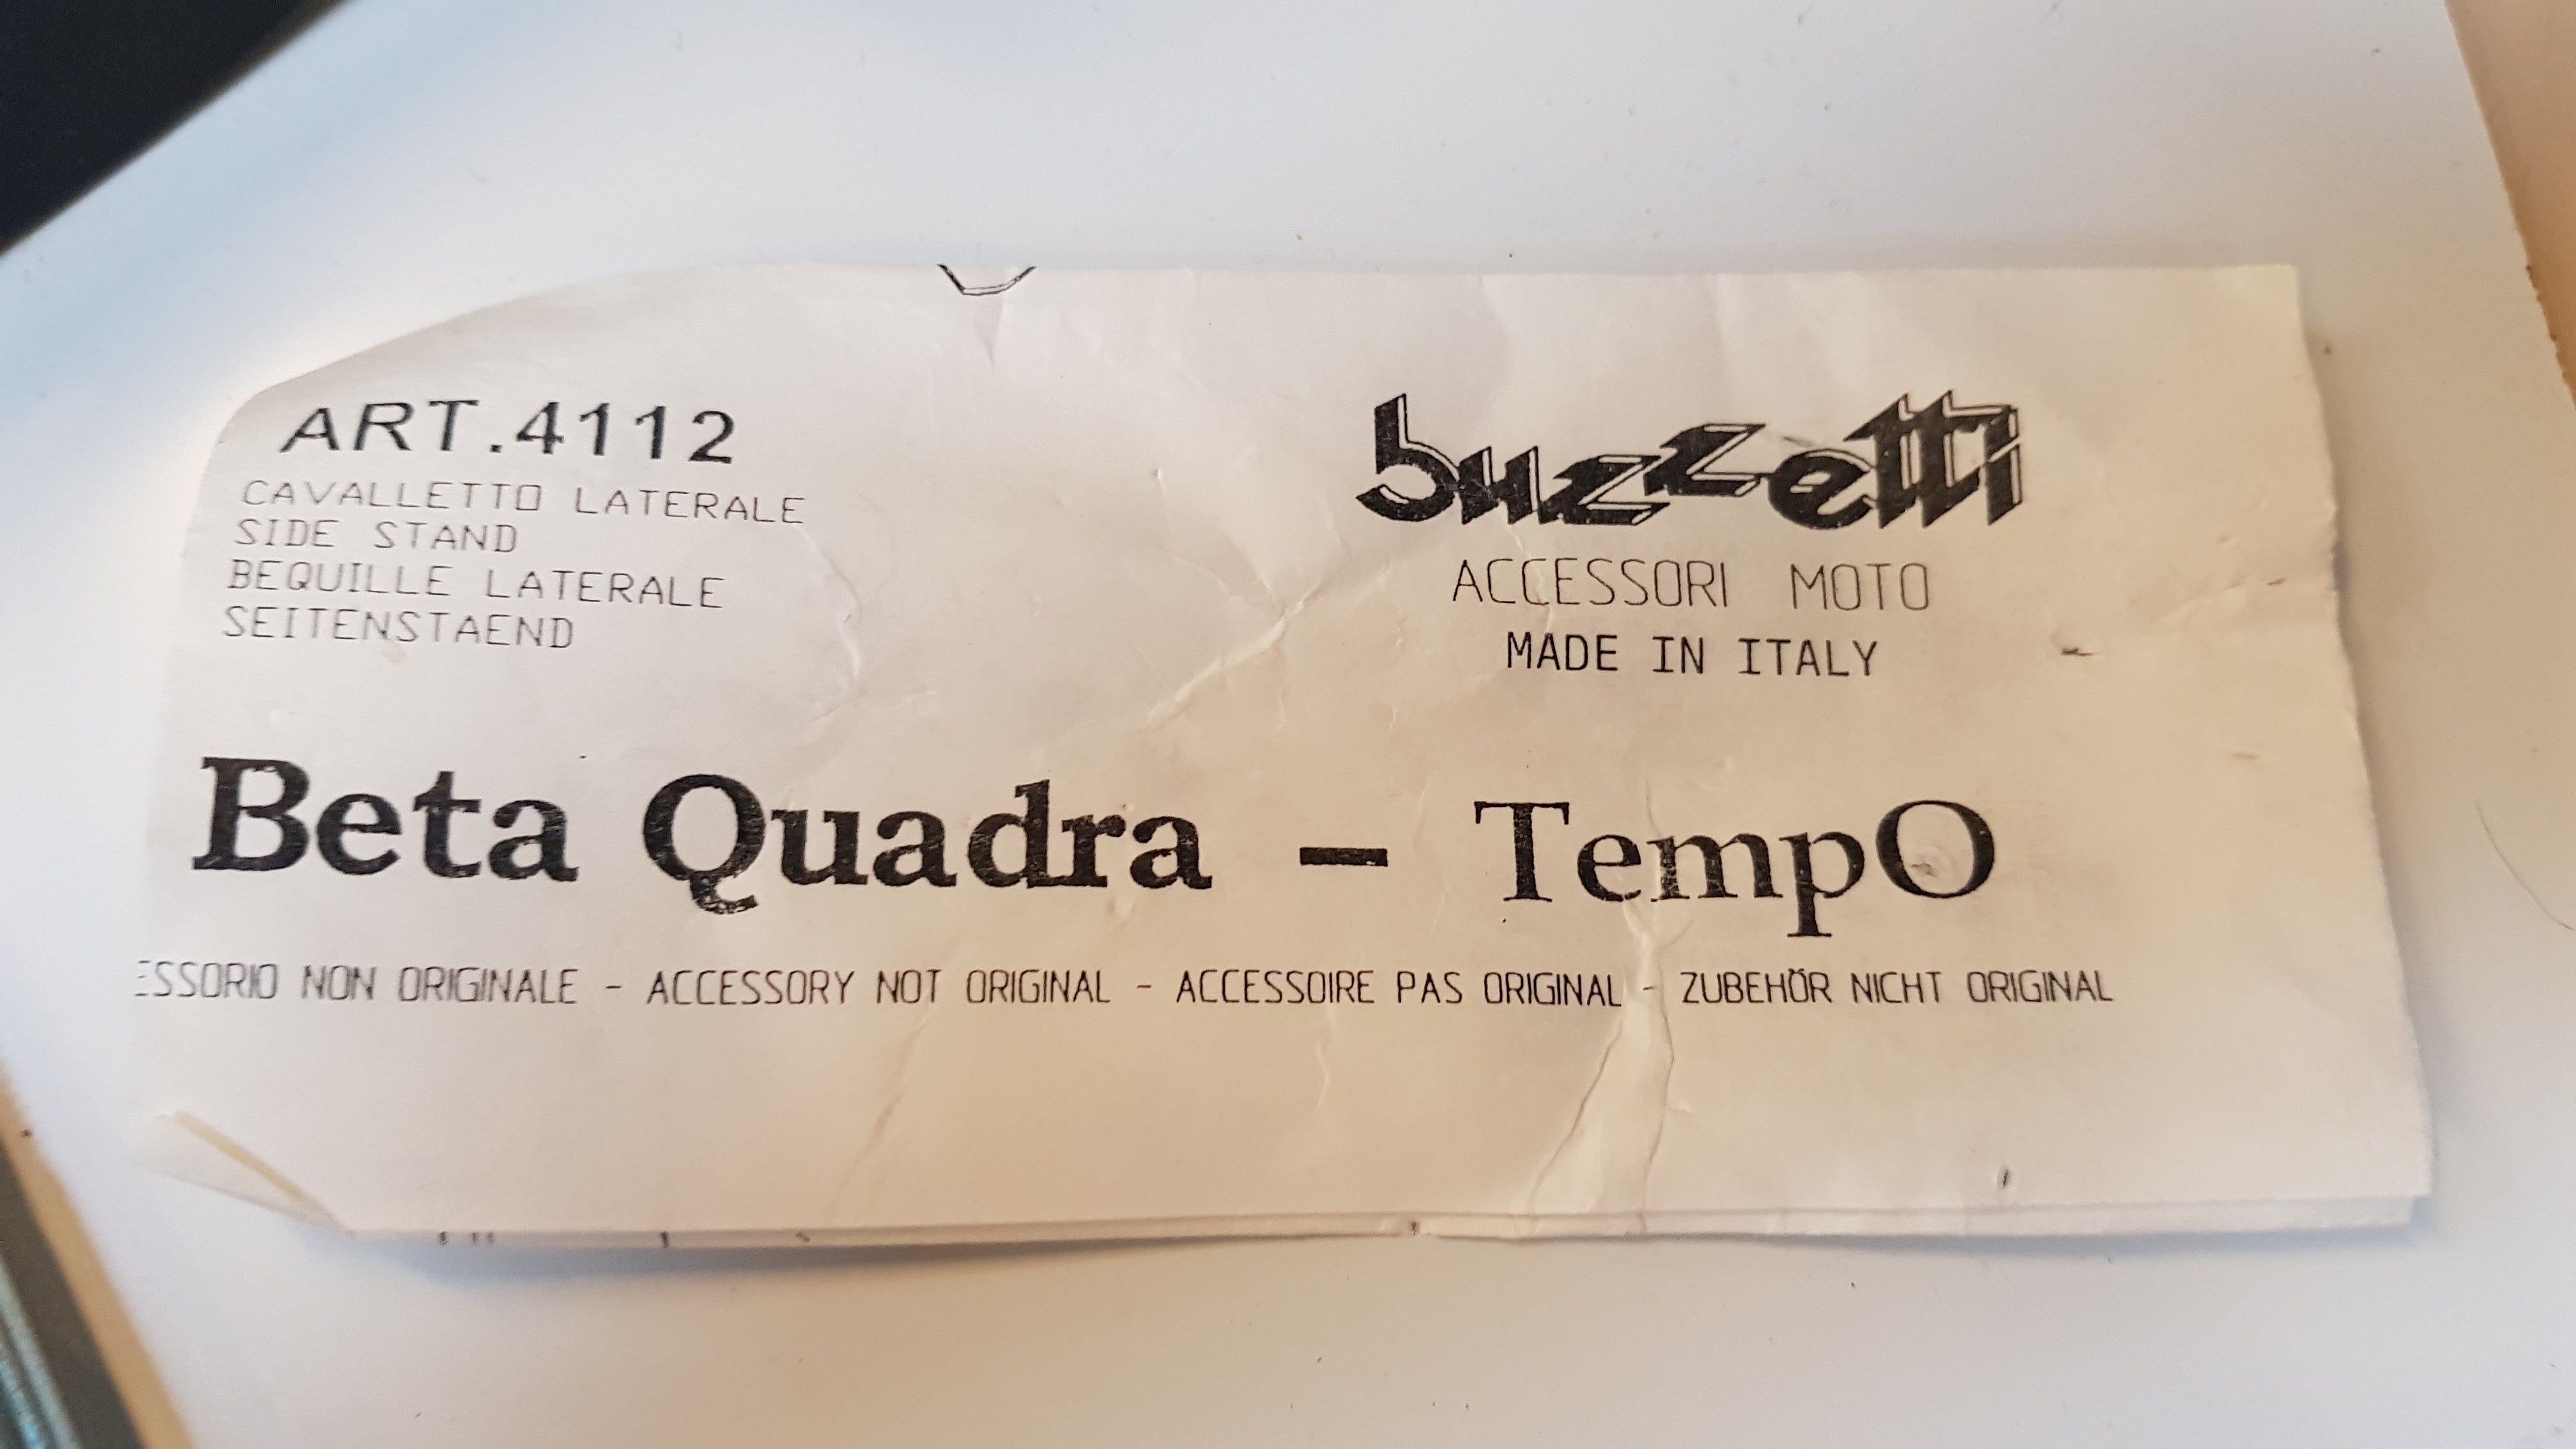 ART.4112
CAVALLETTO LATERALE
SIDE STAND
BEQUILLE LATERALE
SEITENSTAEND
buzzetti
ACCESSORI MOTO
MADE IN ITALY
Beta Quadra - TempO
ESSORIO NON ORIGINALE - ACCESSORY NOT ORIGINAL - ACCESSOIRE PAS ORIGINAL - ZUBEHÖR NICHT ORIGINAL